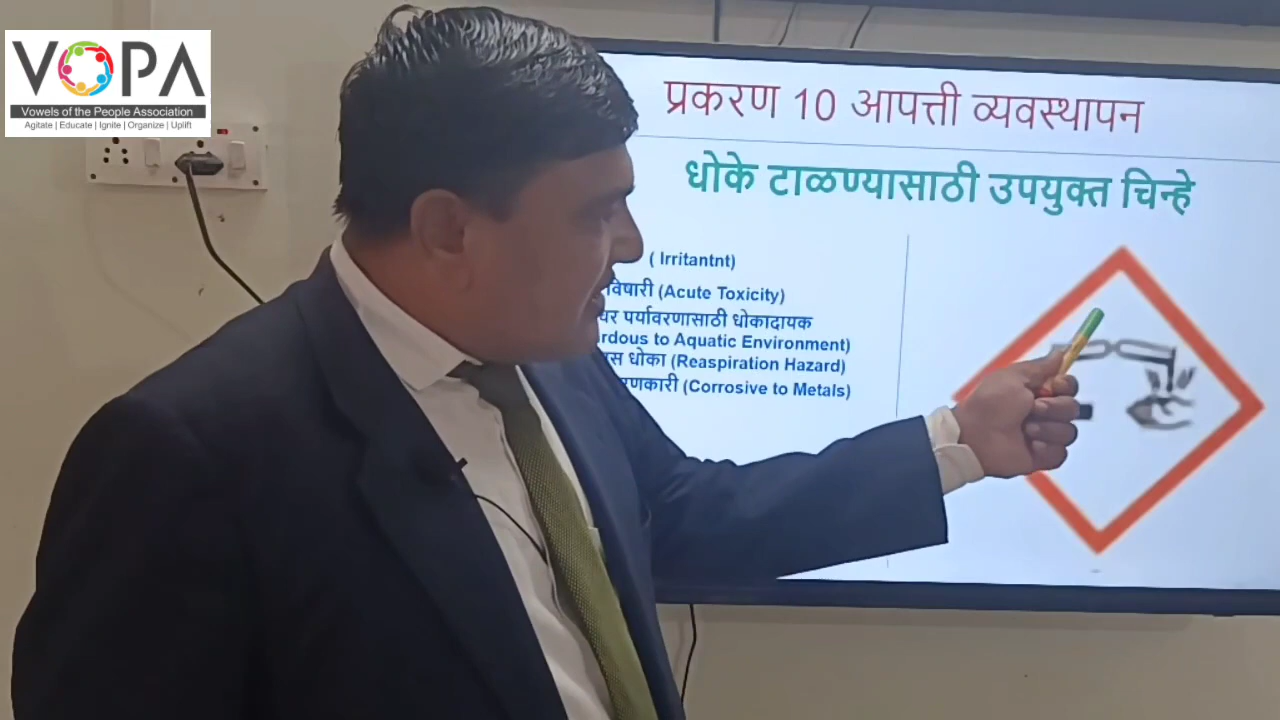 VOPA
Vowels of the People Association
Agitate | Educate | Ignite | Organize | Uplift
प्रकरण 10 आपत्ती व्यवस्थापन
धोके टाळण्यासाठी उपयुक्त चिन्हे
( Irritantnt)
विषारी (Acute Toxicity)
पर्यावरणासाठी धोकादायक
to Aquatic Environment)
धोका (Reaspiration Hazard)
(Corrosive to Metals)